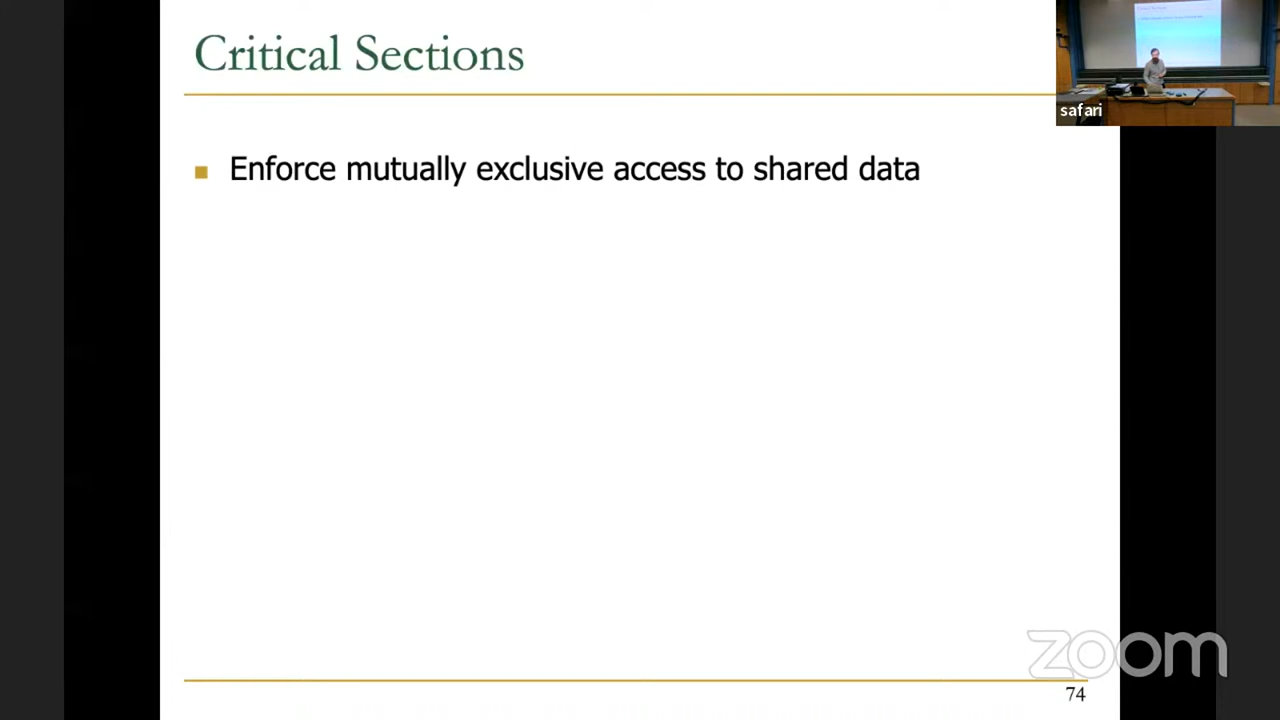 Critical Sections
safari
Enforce mutually exclusive access to shared data
zoom
74